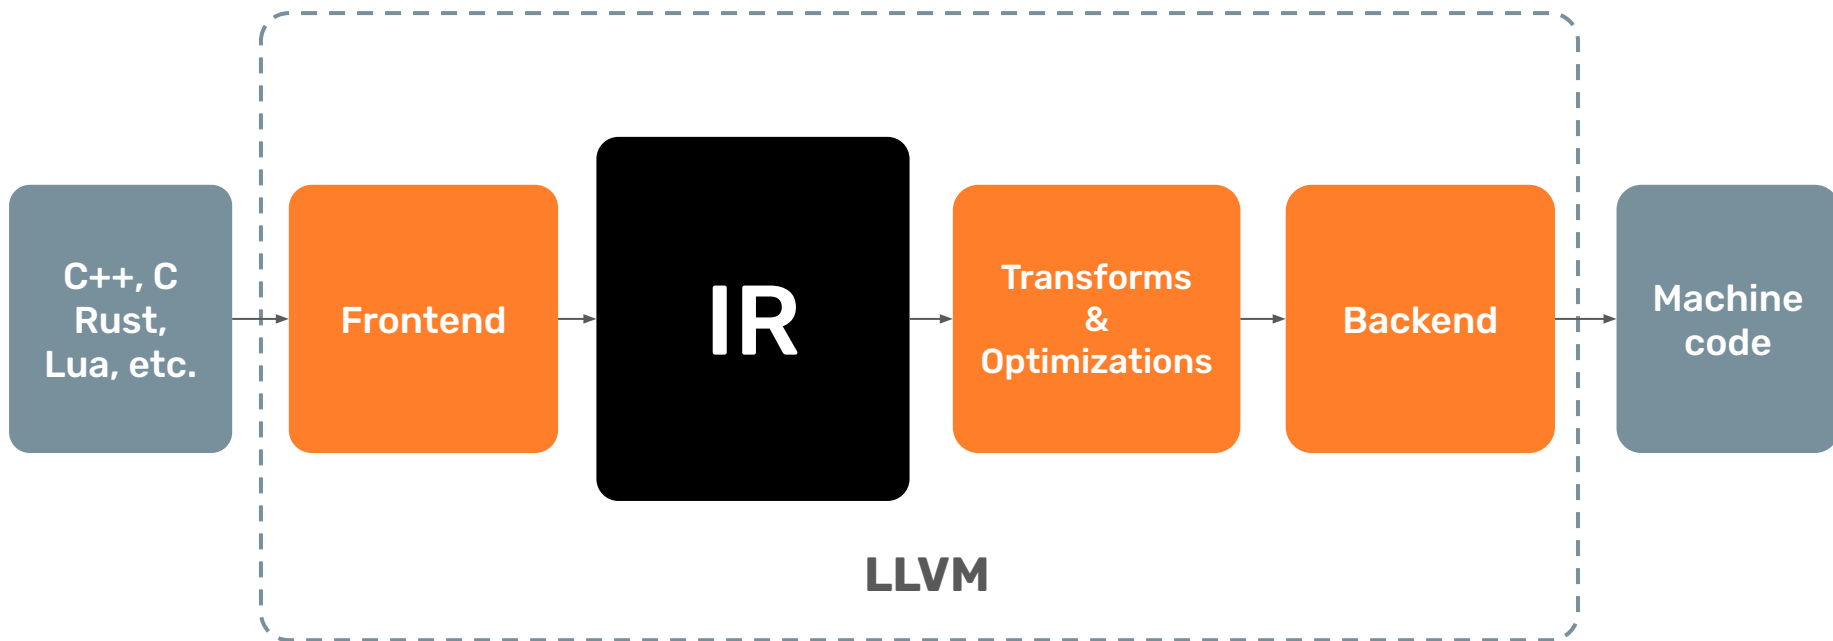 C++, C
Rust,
Lua, etc.
Frontend
IR
Transforms
&
Optimizations
Backend
Machine
code
LLVM